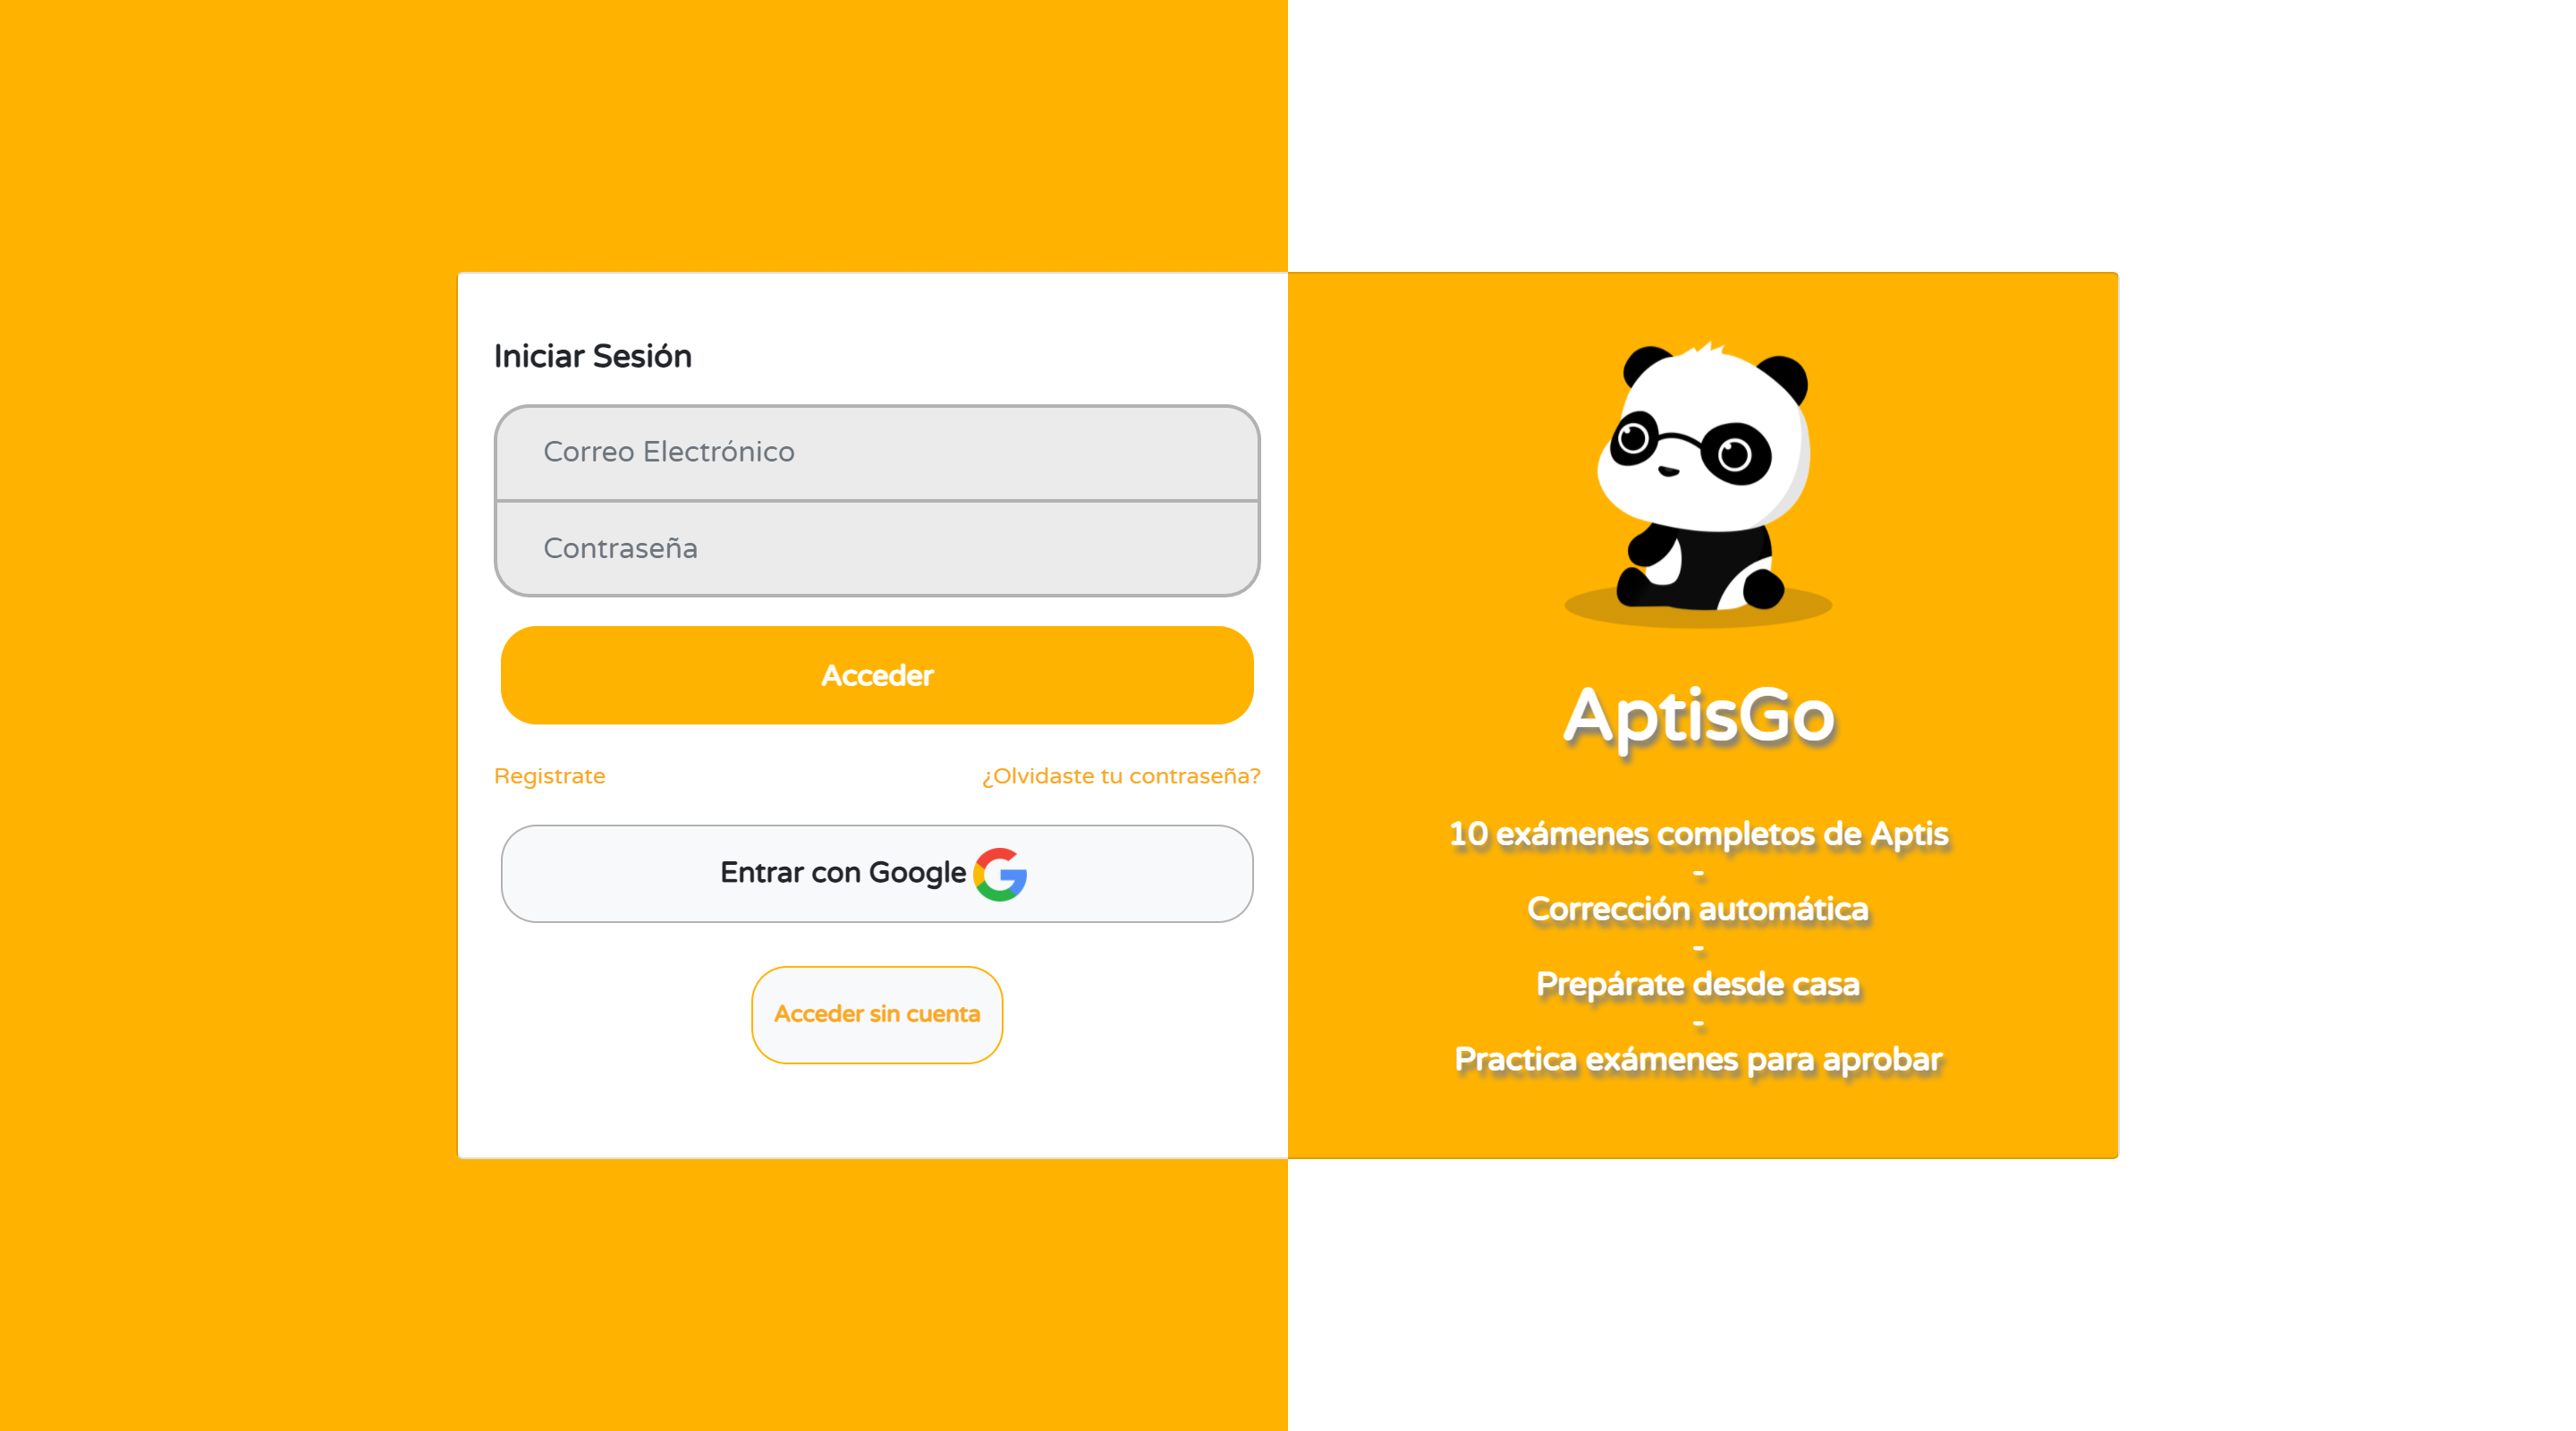 Iniciar Sesión
Correo Electrónico
Contraseña
Acceder
Registrate
¿Olvidaste tu contraseña?
Entrar con Google
Acceder sin cuenta
AptisGo
10 exámenes completos de Aptis
-
Corrección automática
-
Prepárate desde casa
-
Practica exámenes para aprobar